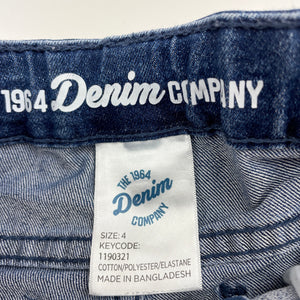 1964 Denim COMPANY
THE 1964
Denim
COMPANY
SIZE: 4
KEYCODE:
1190321
COTTON/POLYESTER/ELASTANE
MADE IN BANGLADESH